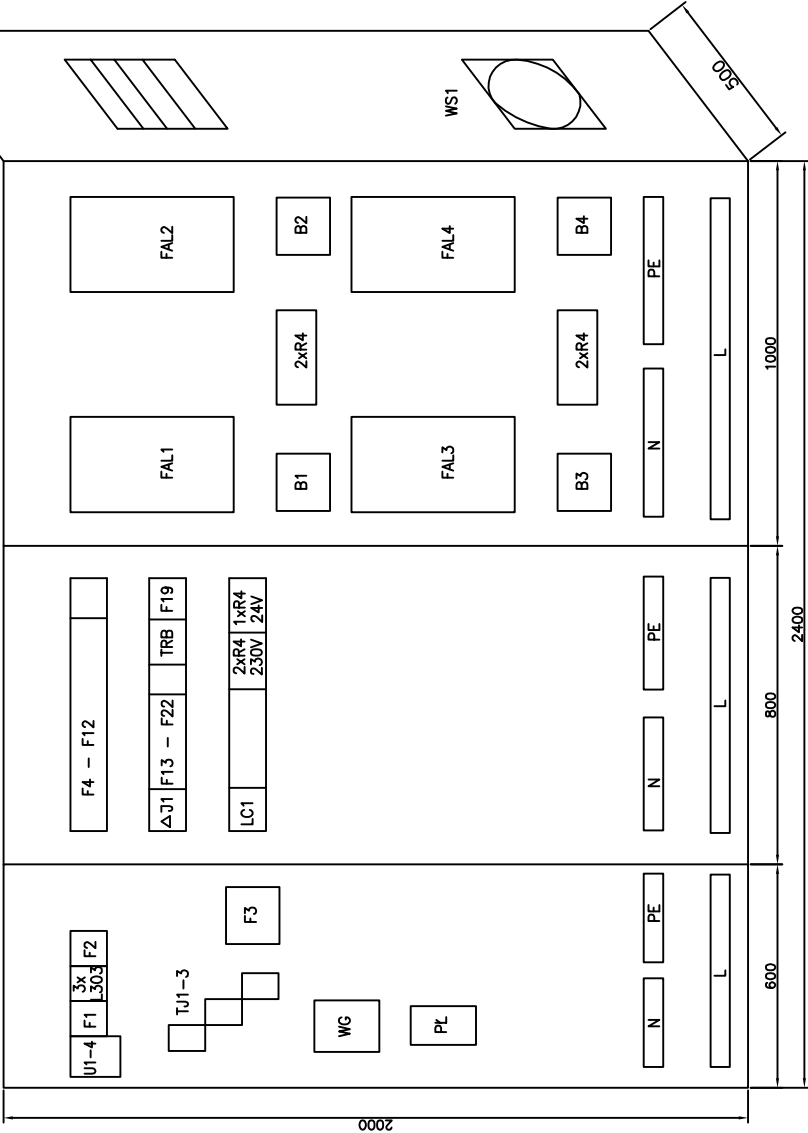 U1-4
F1
3x
L303
F2
TJ1-3
F3
WG
PŁ
N
PE
L
600
F4 - F12
ΔJ1
F13 - F22
TRB
F19
LC1
2xR4
230V
1xR4
24V
N
PE
L
800
FAL1
FAL2
B1
2xR4
B2
FAL3
FAL4
B3
2xR4
B4
N
PE
L
1000
WS1
500
2400
2000